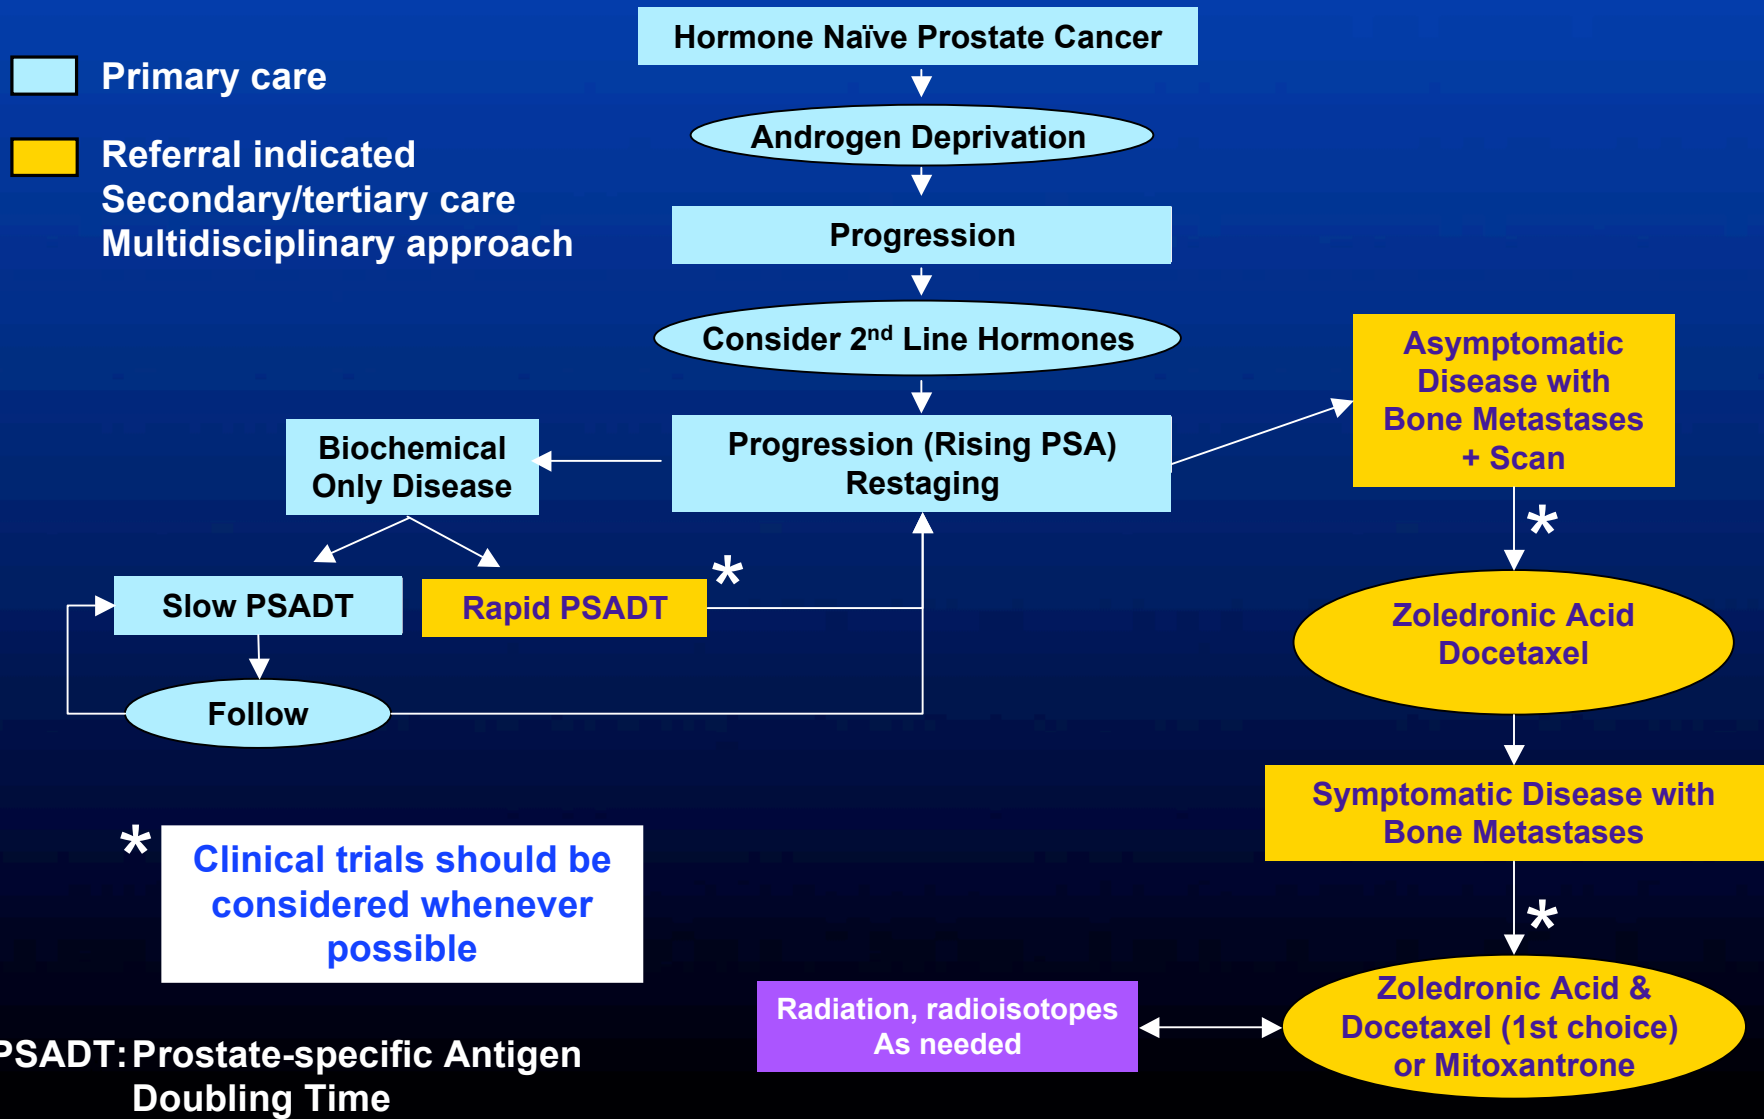 Hormone Naïve Prostate Cancer
Primary care
Androgen Deprivation
Referral indicated
Secondary/tertiary care
Multidisciplinary approach
Progression
Consider 2nd Line Hormones
Asymptomatic
Disease with
Bone Metastases
+ Scan
Biochemical
Only Disease
Progression (Rising PSA)
Restaging
*
*
Slow PSADT
Rapid PSADT
Zoledronic Acid
Docetaxel
Follow
Symptomatic Disease with
Bone Metastases
*
Clinical trials should be
considered whenever
possible
*
Zoledronic Acid &
Docetaxel (1st choice)
or Mitoxantrone
Radiation, radioisotopes
As needed
PSADT: Prostate-specific Antigen
Doubling Time